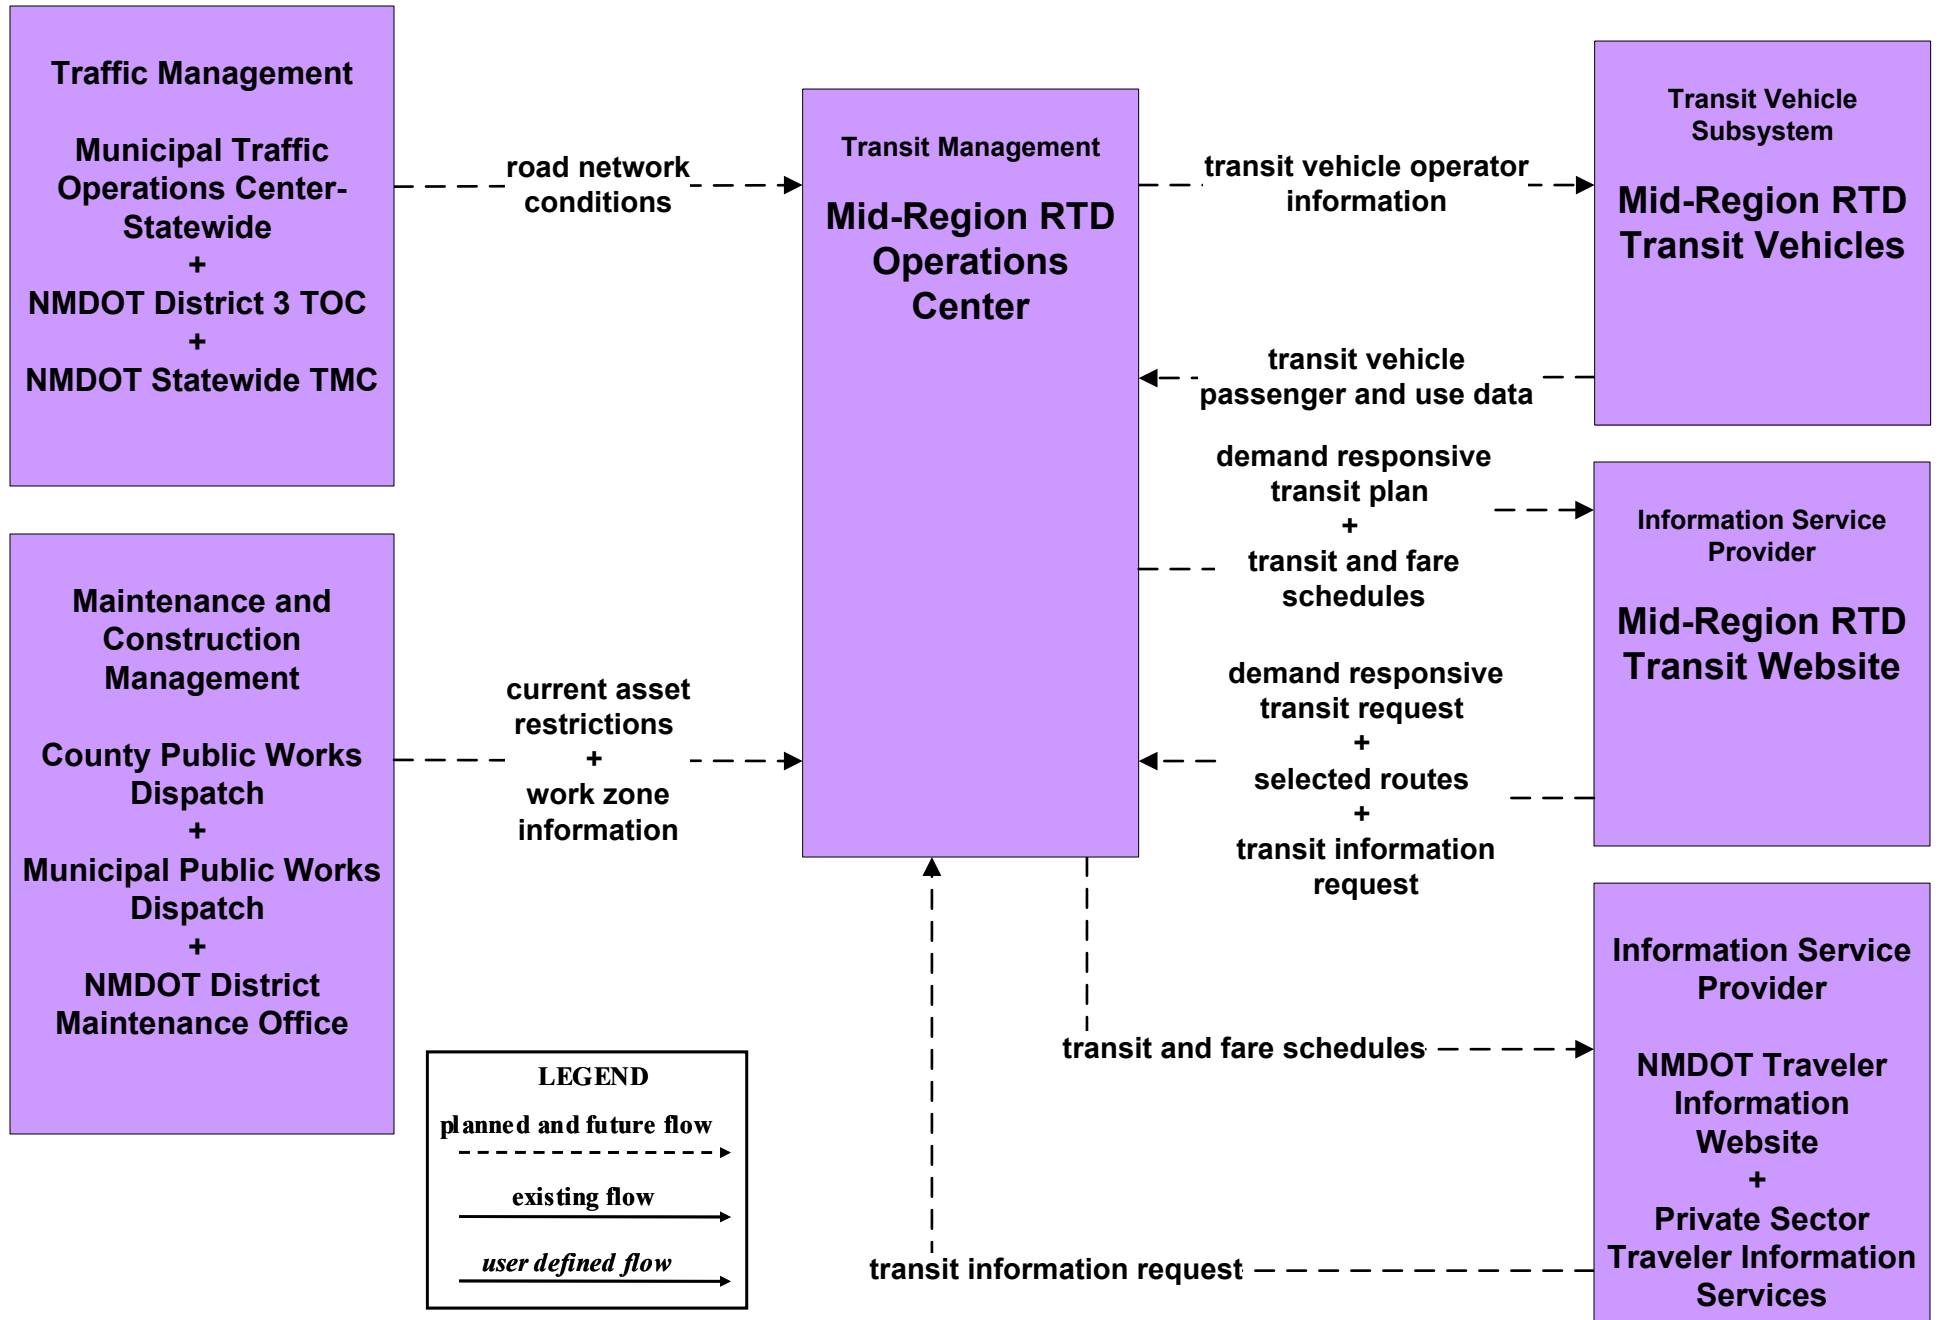 Traffic Management
Municipal Traffic
Operations Center-
Statewide
+
NMDOT District 3 TOC
+
NMDOT Statewide TMC
road network
conditions
Maintenance and
Construction
Management
County Public Works
Dispatch
+
Municipal Public Works
Dispatch
+
NMDOT District
Maintenance Office
current asset
restrictions
+
work zone
information
Transit Management
Mid-Region RTD
Operations
Center
transit vehicle operator
information
transit vehicle
passenger and use data
demand responsive
transit plan
+
transit and fare
schedules
demand responsive
transit request
+
selected routes
+
transit information
request
Transit Vehicle
Subsystem
Mid-Region RTD
Transit Vehicles
Information Service
Provider
Mid-Region RTD
Transit Website
Information Service
Provider
NMDOT Traveler
Information
Website
+
Private Sector
Traveler Information
Services
transit and fare schedules
transit information request
LEGEND
planned and future flow
existing flow
user defined flow